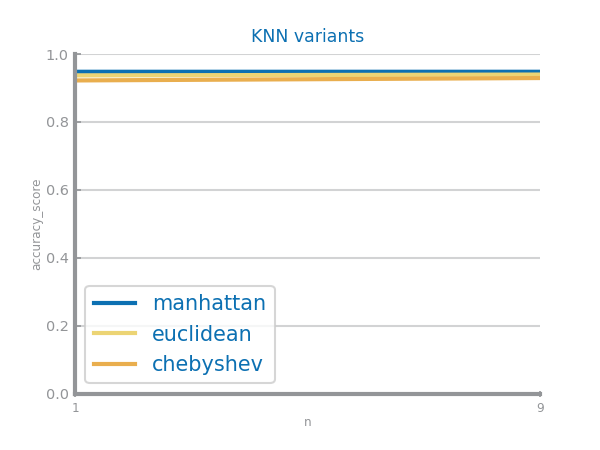 KNN variants
1.0
0.8
0.6
0.4
0.2
0.0
accuracy_score
manhattan
euclidean
chebyshev
1
9
n